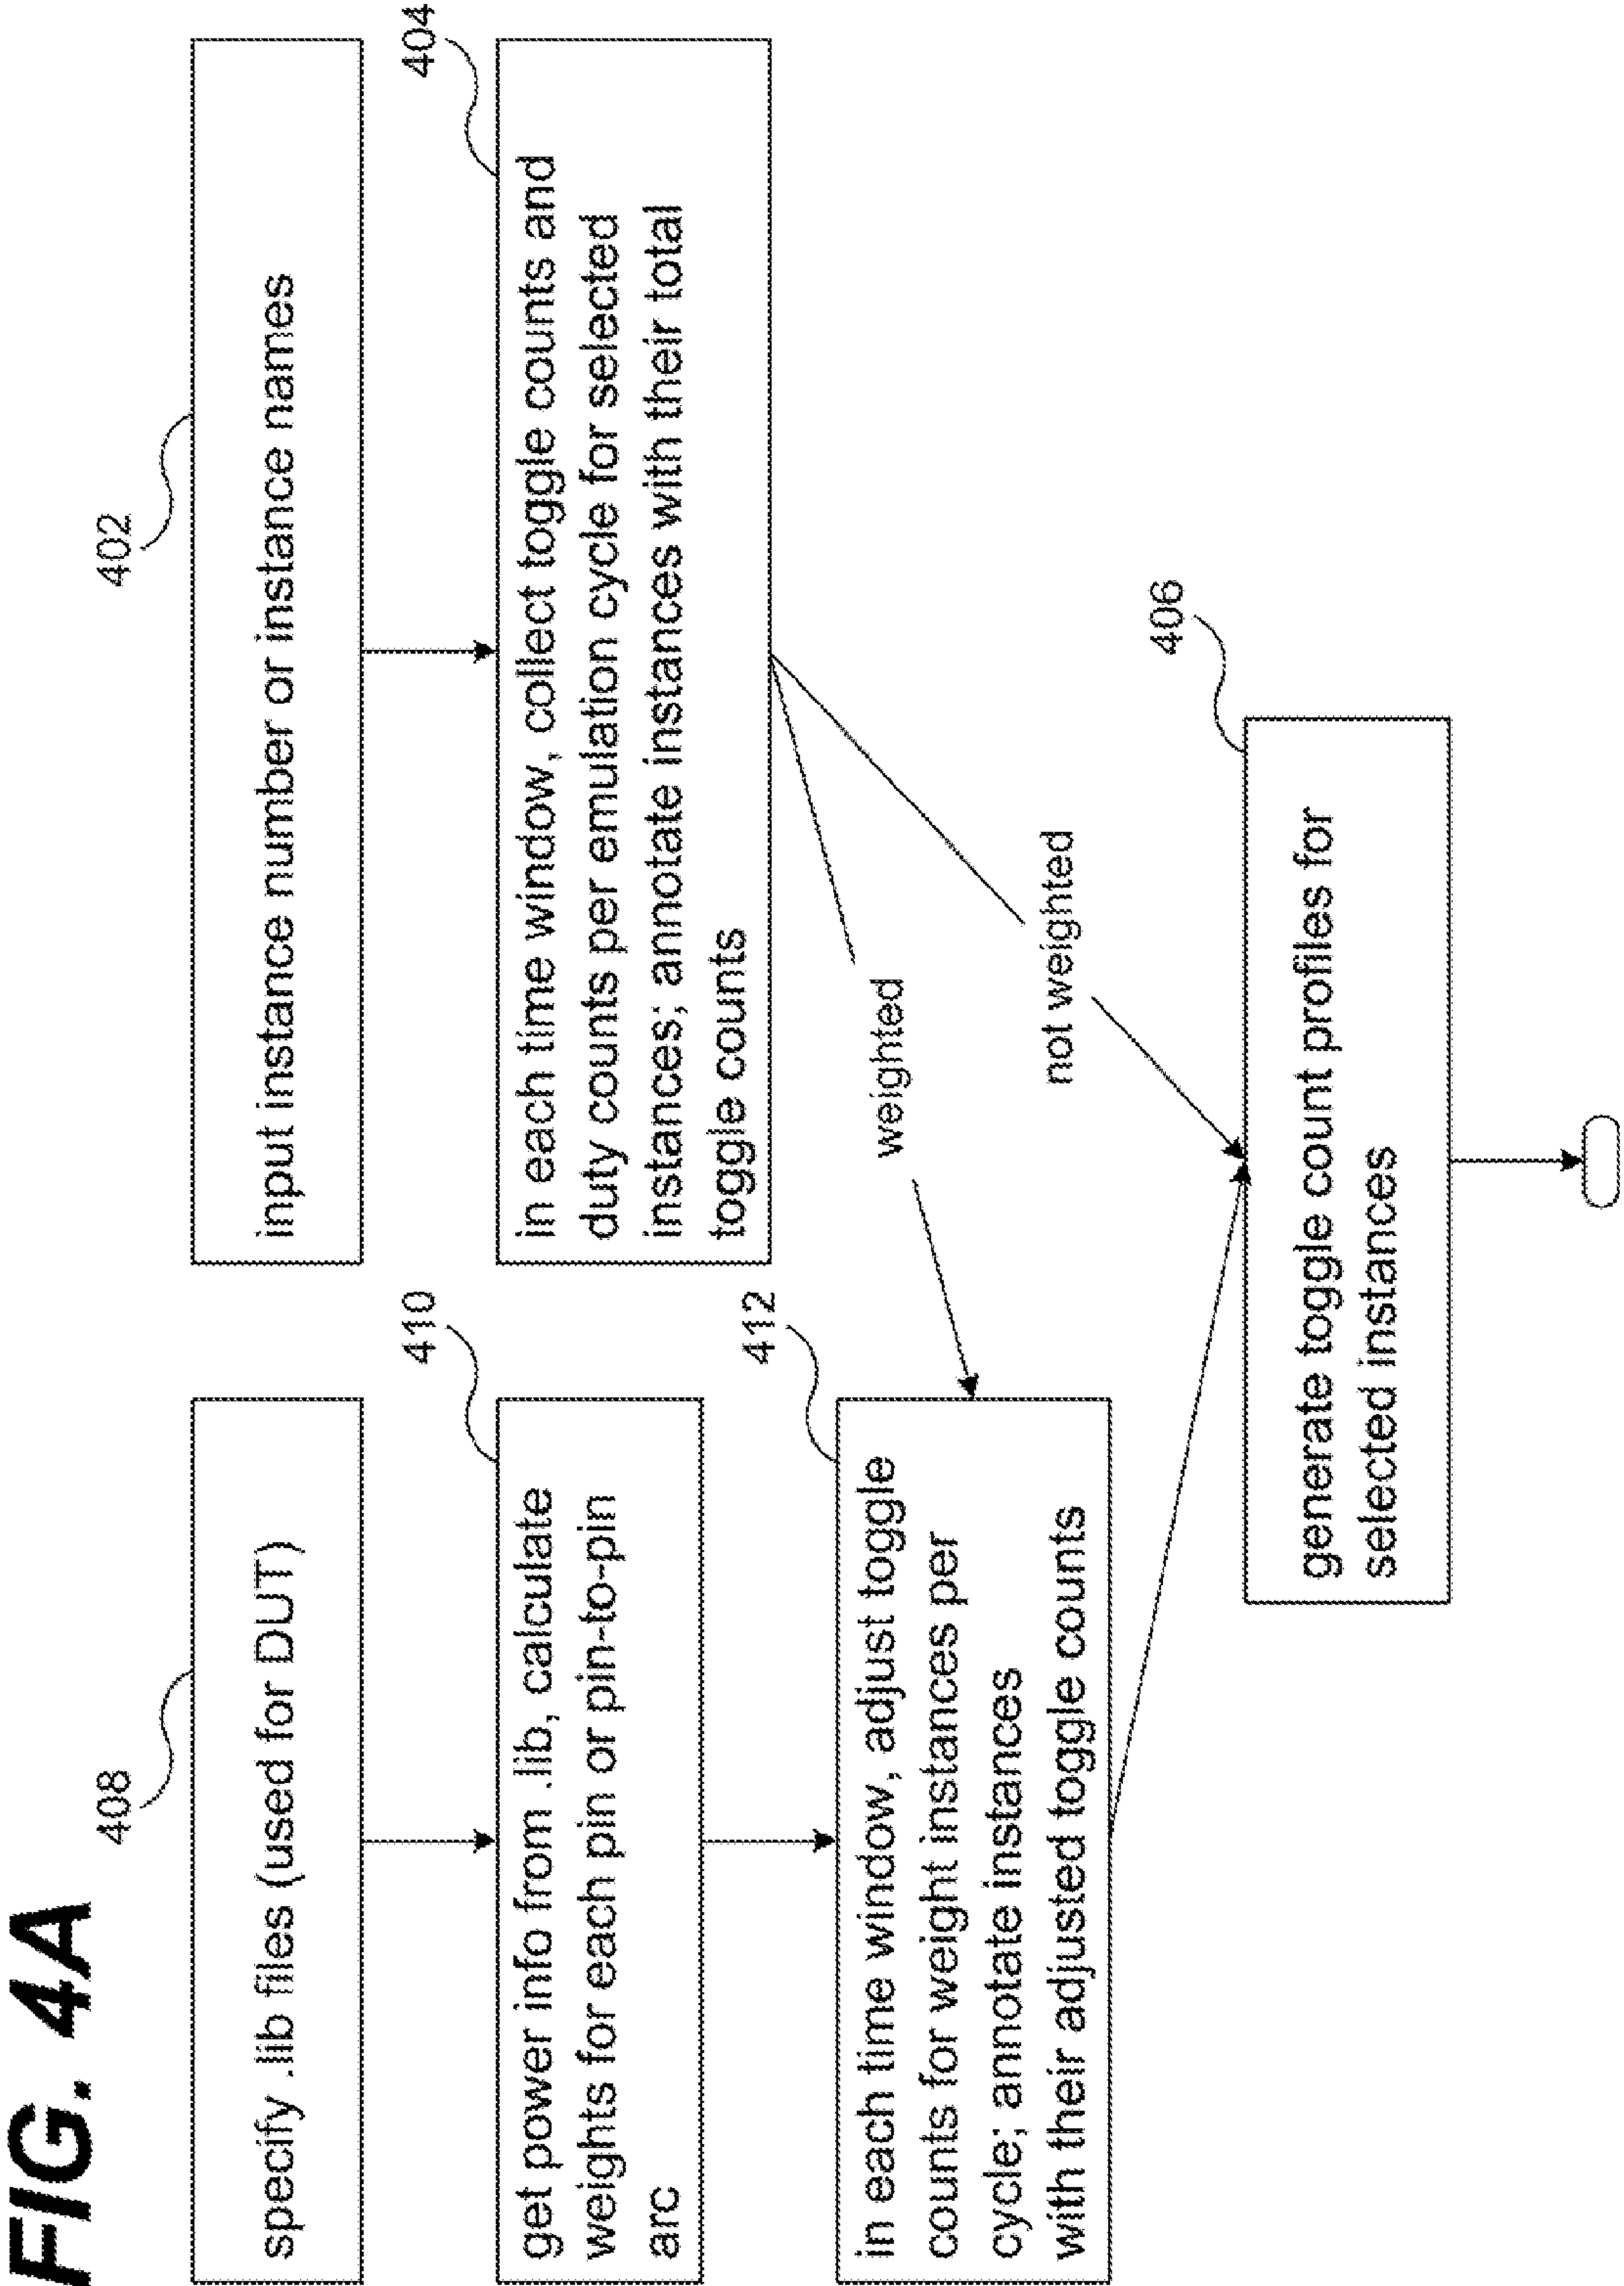 FIG. 4A
408
specify .lib files (used for DUT)
410
get power info from .lib, calculate
weights for each pin or pin-to-pin
arc
412
in each time window, adjust toggle
counts for weight instances per
cycle; annotate instances
with their adjusted toggle counts
402
input instance number or instance names
404
in each time window, collect toggle counts and
duty counts per emulation cycle for selected
instances; annotate instances with their total
toggle counts
weighted
not weighted
406
generate toggle count profiles for
selected instances